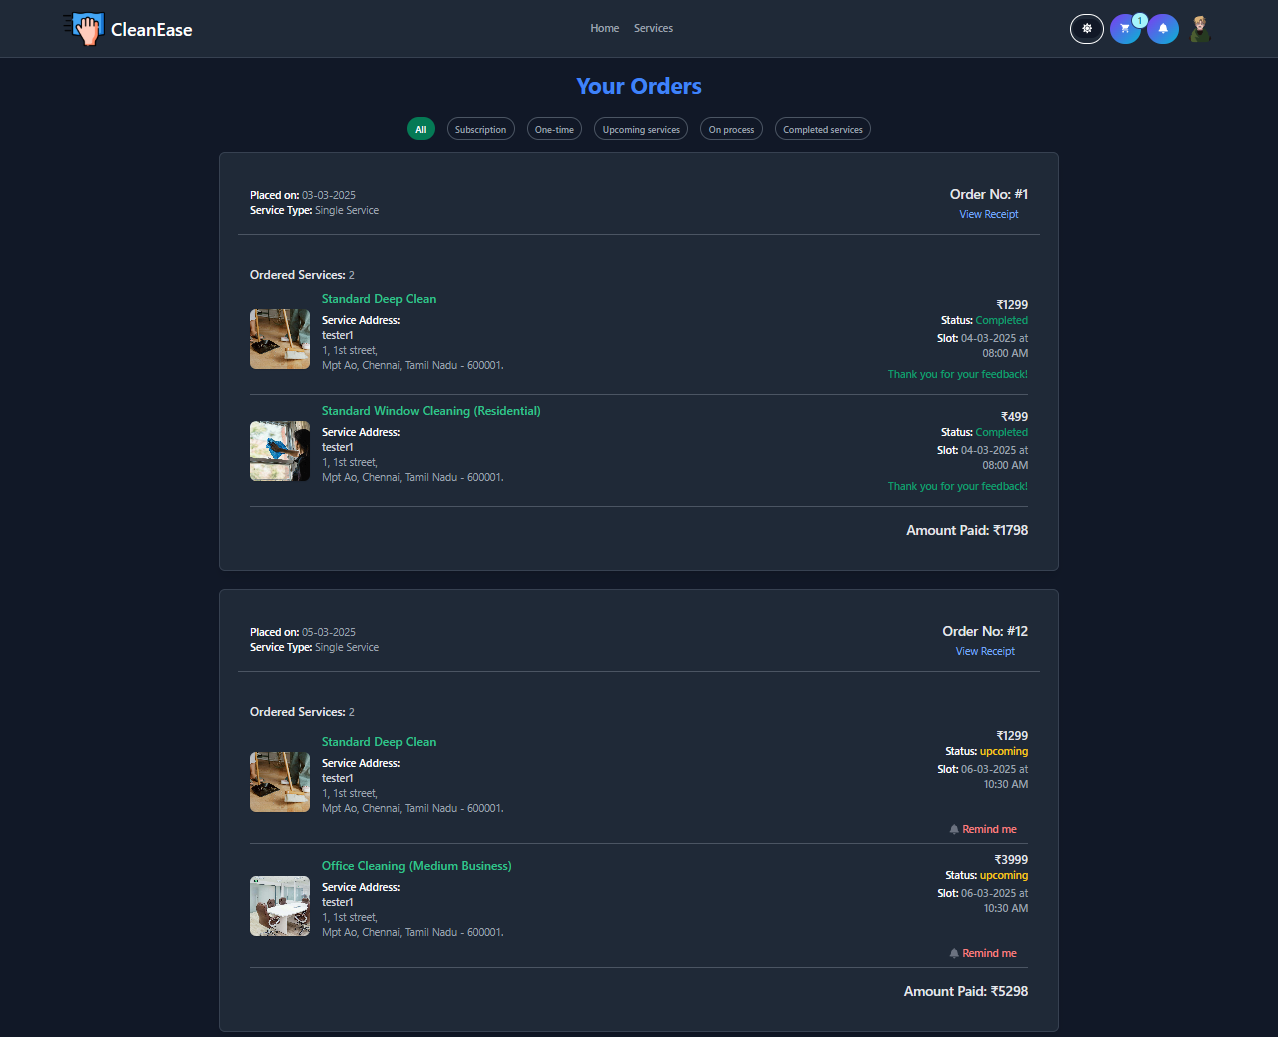 CleanEase
Home Services
1
Your Orders
All Subscription One-time Upcoming services On process Completed services
Placed on: 03-03-2025
Service Type: Single Service
Order No: #1
View Receipt
Ordered Services: 2
Standard Deep Clean
Service Address:
tester1
1, 1st street,
Mpt Ao, Chennai, Tamil Nadu - 600001.
₹1299
Status: Completed
Slot: 04-03-2025 at
08:00 AM
Thank you for your feedback!
Standard Window Cleaning (Residential)
Service Address:
tester1
1, 1st street,
Mpt Ao, Chennai, Tamil Nadu - 600001.
₹499
Status: Completed
Slot: 04-03-2025 at
08:00 AM
Thank you for your feedback!
Amount Paid: ₹1798
Placed on: 05-03-2025
Service Type: Single Service
Order No: #12
View Receipt
Ordered Services: 2
Standard Deep Clean
Service Address:
tester1
1, 1st street,
Mpt Ao, Chennai, Tamil Nadu - 600001.
₹1299
Status: upcoming
Slot: 06-03-2025 at
10:30 AM
Remind me
Office Cleaning (Medium Business)
Service Address:
tester1
1, 1st street,
Mpt Ao, Chennai, Tamil Nadu - 600001.
₹3999
Status: upcoming
Slot: 06-03-2025 at
10:30 AM
Remind me
Amount Paid: ₹5298